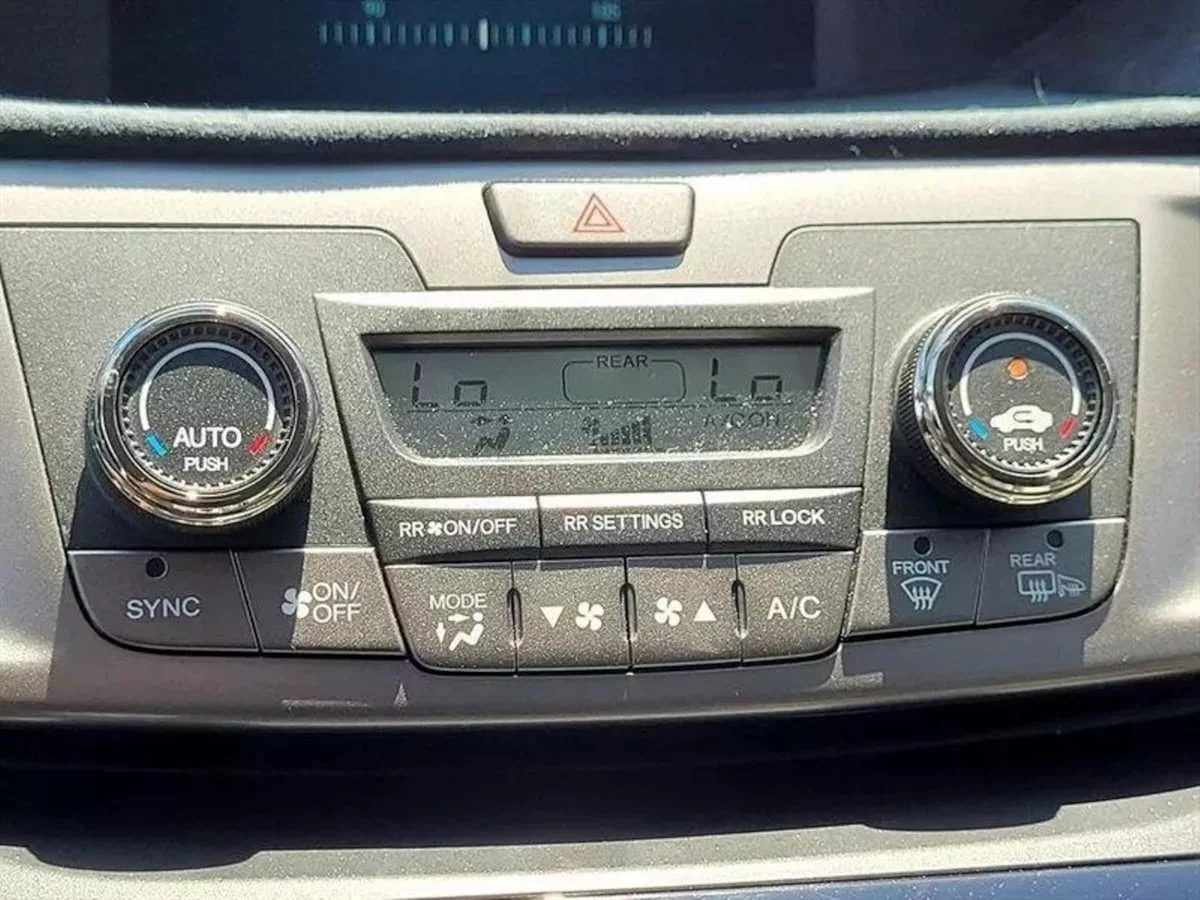 REAR
Lo
Lo
A/CON
AUTO
PUSH
PUSH
RR ON/OFF
RR SETTINGS
RR LOCK
SYNC
ON/
OFF
MODE
A/C
FRONT
REAR